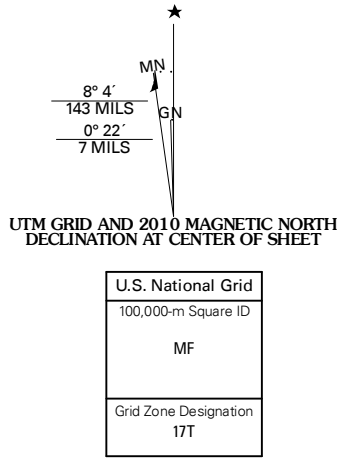 ★
MN
8° 4´
143 MILS
GN
0° 22´
7 MILS
UTM GRID AND 2010 MAGNETIC NORTH
DECLINATION AT CENTER OF SHEET
U.S. National Grid
100,000-m Square ID
MF
Grid Zone Designation
17T